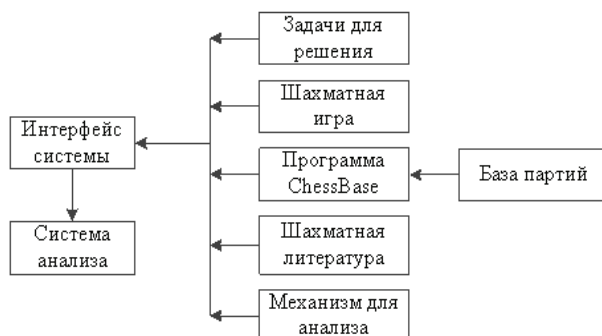 Задачи для
решения
Шахматная
игра
Интерфейс
системы
Программа
ChessBase
База партий
Система
анализа
Шахматная
литература
Механизм для
анализа